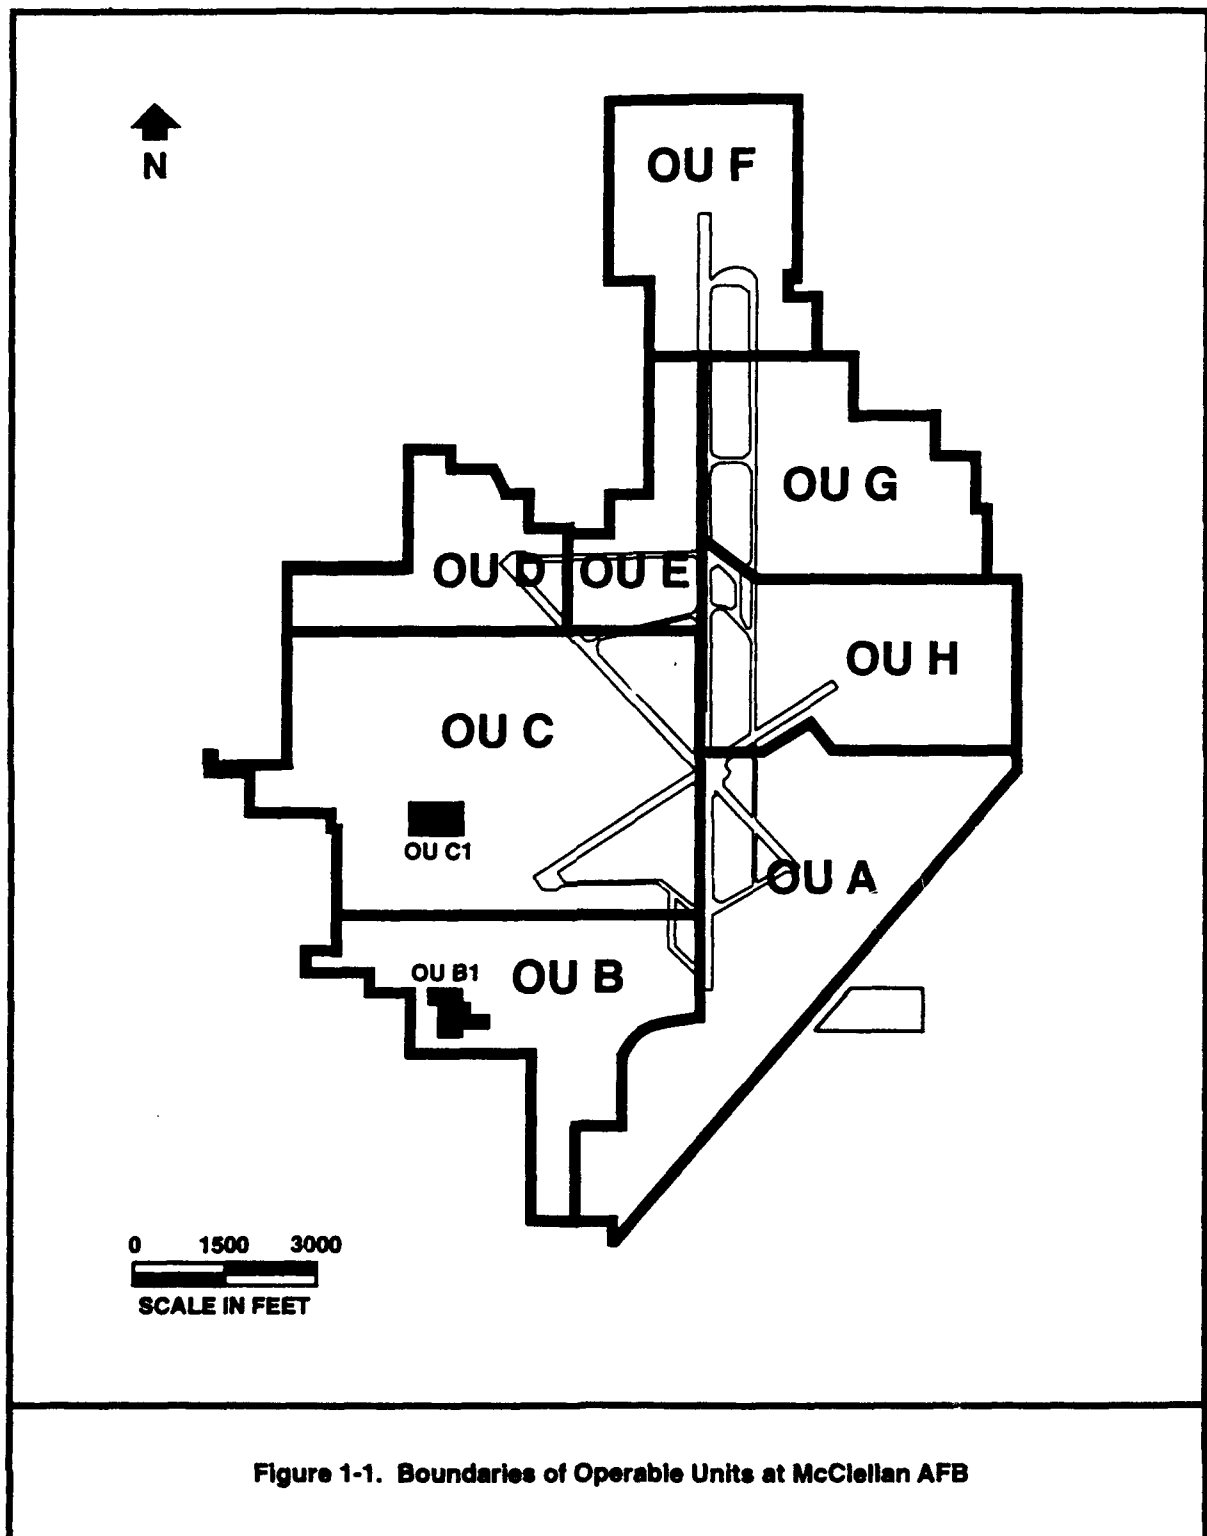 N
OU F
OU G
OU D
OU E
OU H
OU C
OU C1
OU A
OU B1
OU B
0 1500 3000
SCALE IN FEET
Figure 1-1. Boundaries of Operable Units at McClellan AFB